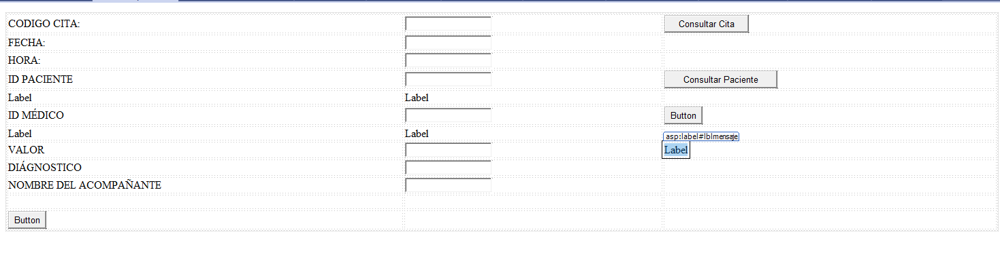 CODIGO CITA: Consultar Cita
FECHA:
HORA:
ID PACIENTE Consultar Paciente
Label Label
ID MÉDICO Button
Label Label
asp:label#lblmensaje
VALOR Label
DIÁGNOSTICO
NOMBRE DEL ACOMPAÑANTE
Button